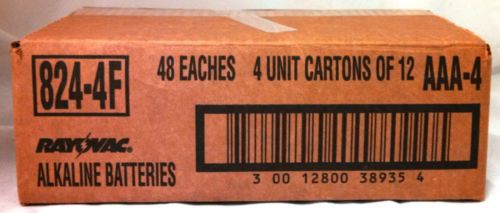 824-4F 48 EACHES 4 UNIT CARTONS OF 12 AAA-4
RAYOVAC
ALKALINE BATTERIES
3 00 12800 38935 4